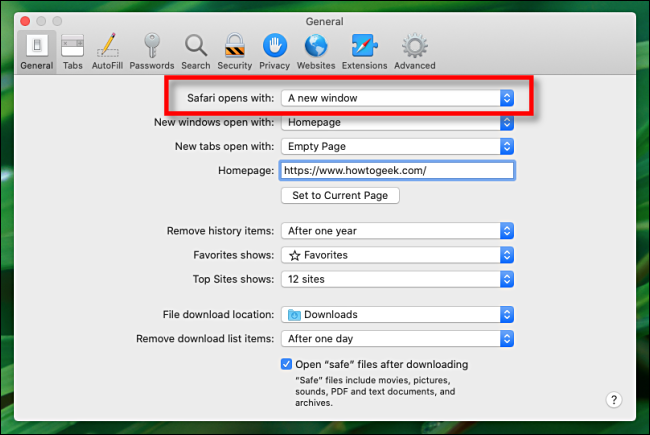 General
General Tabs AutoFill Passwords Search Security Privacy Websites Extensions Advanced
Safari opens with: A new window
New windows open with: Homepage
New tabs open with: Empty Page
Homepage: https://www.howtogeek.com/
Set to Current Page
Remove history items: After one year
Favorites shows: Favorites
Top Sites shows: 12 sites
File download location: Downloads
Remove download list items: After one day
Open “safe” files after downloading
“Safe” files include movies, pictures,
sounds, PDF and text documents, and
archives.
?